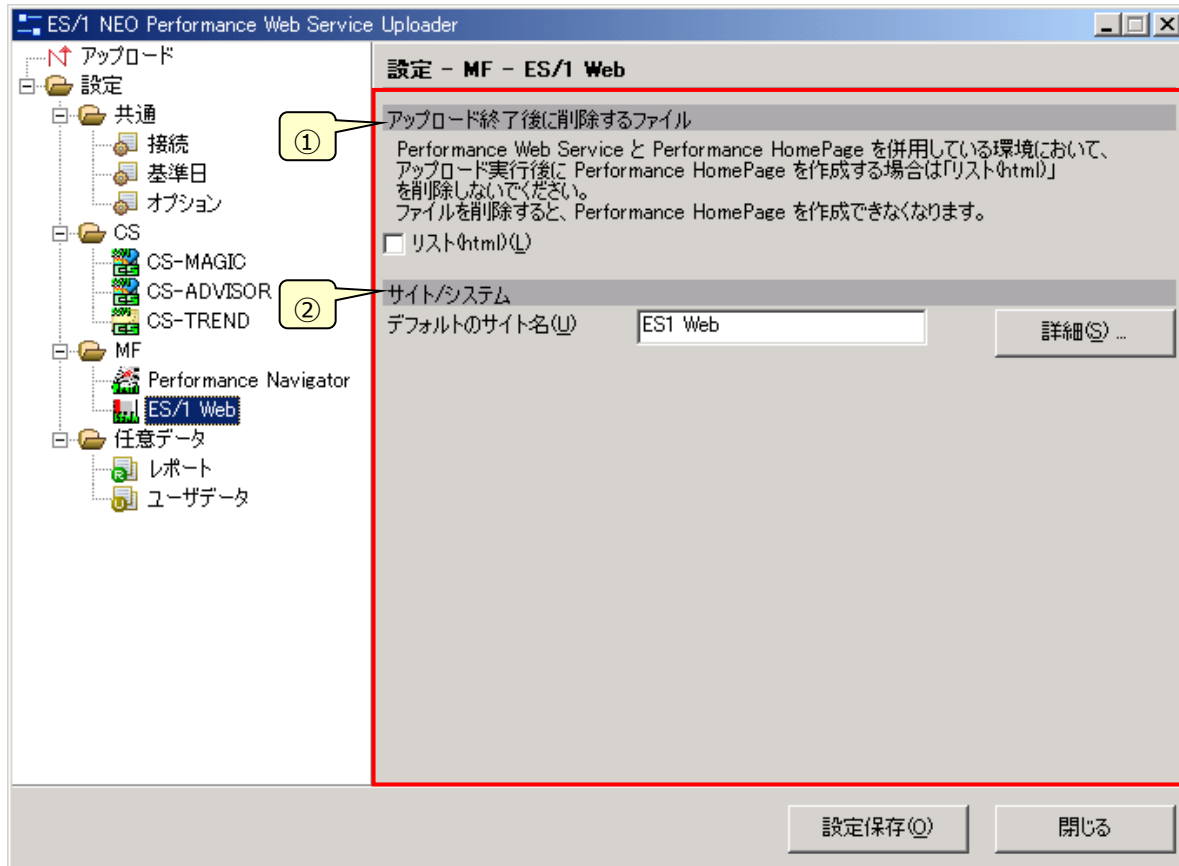 ES/1 NEO Performance Web Service Uploader
アップロード
設定
共通
接続
基準日
オプション
CS
CS-MAGIC
CS-ADVISOR
CS-TREND
MF
Performance Navigator
ES/1 Web
任意データ
レポート
ユーザデータ
設定 - MF - ES/1 Web
①
アップロード終了後に削除するファイル
Performance Web Service と Performance HomePage を併用している環境において、
アップロード実行後に Performance HomePage を作成する場合は「リスト(html)」
を削除しないでください。
ファイルを削除すると、Performance HomePage を作成できなくなります。
リスト(html)(L)
②
サイト/システム
デフォルトのサイト名(U)
ES1 Web
詳細(S) ...
設定保存(O)
閉じる